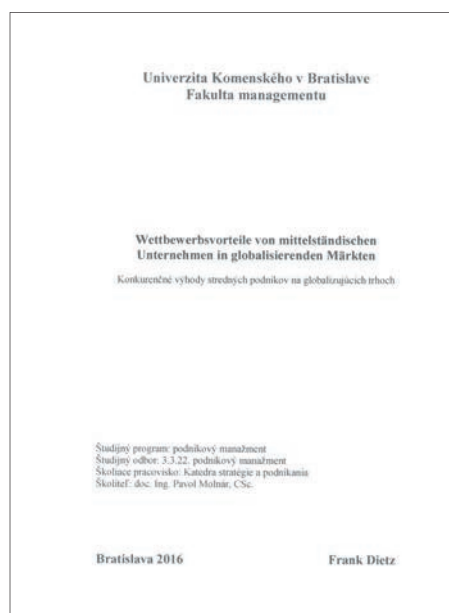 Univerzita Komenského v Bratislave
Fakulta managementu
Wettbewerbsvorteile von mittelständischen
Unternehmen in globalisierenden Märkten
Konkurenčné výhody stredných podnikov na globalizujúcich trhoch
Študijný program: podnikový manažment
Študijný odbor: 3.3.22. podnikový manažment
Školiace pracovisko: Katedra stratégie a podnikania
Školiteľ: doc. Ing. Pavol Molnár, CSc.
Bratislava 2016 Frank Dietz